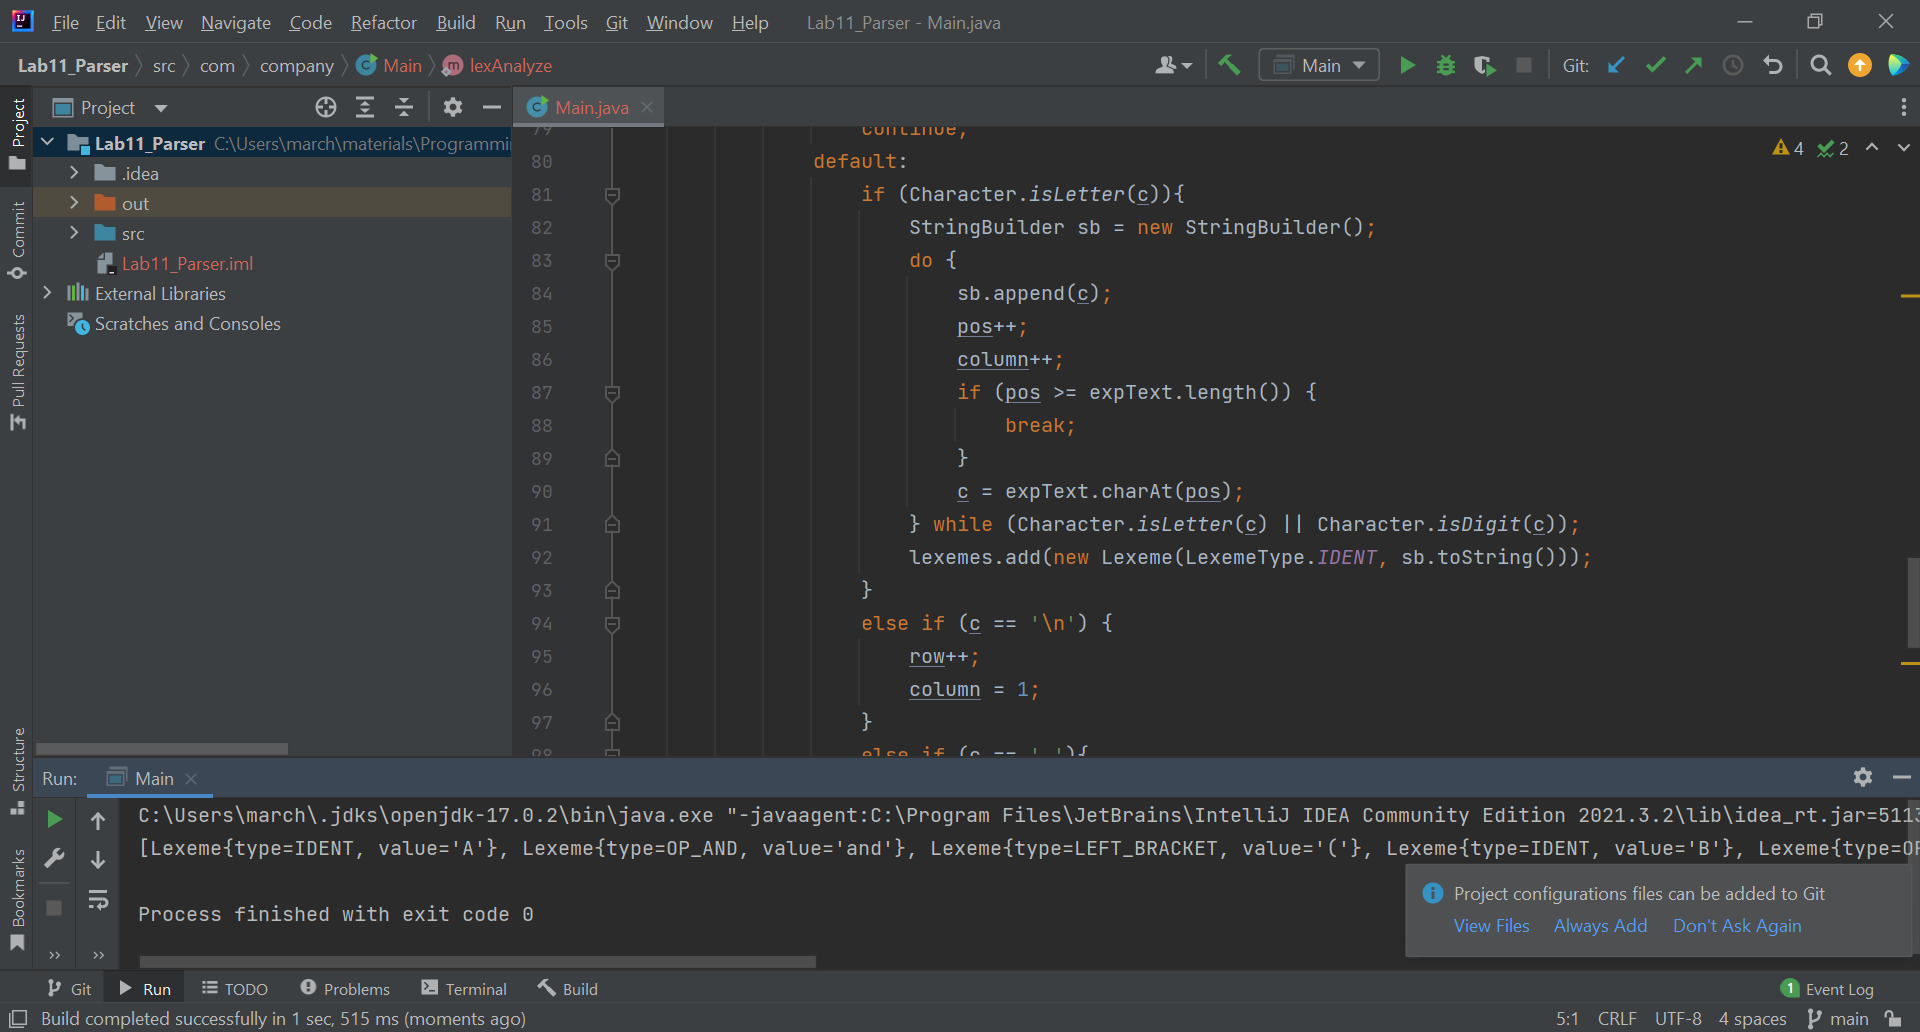 File Edit View Navigate Code Refactor Build Run Tools Git Window Help Lab11_Parser - Main.java
Lab11_Parser src com company Main lexAnalyze Main Git:
Project
Main.java
Lab11_Parser C:\Users\march\materials\Programmi
.idea
out
src
Lab11_Parser.iml
External Libraries
Scratches and Consoles
Project
Commit
Pull Requests
Structure
Bookmarks
4 2
79 continue;
80 default:
81 if (Character.isLetter(c)){
82 StringBuilder sb = new StringBuilder();
83 do {
84 sb.append(c);
85 pos++;
86 column++;
87 if (pos >= expText.length()) {
88 break;
89 }
90 c = expText.charAt(pos);
91 } while (Character.isLetter(c) || Character.isDigit(c));
92 lexemes.add(new Lexeme(LexemeType.IDENT, sb.toString()));
93 }
94 else if (c == '\n') {
95 row++;
96 column = 1;
97 }
98 else if (c == ' '){
Run: Main
C:\Users\march\.jdks\openjdk-17.0.2\bin\java.exe "-javaagent:C:\Program Files\JetBrains\IntelliJ IDEA Community Edition 2021.3.2\lib\idea_rt.jar=5113
[Lexeme{type=IDENT, value='A'}, Lexeme{type=OP_AND, value='and'}, Lexeme{type=LEFT_BRACKET, value='('}, Lexeme{type=IDENT, value='B'}, Lexeme{type=OP
Process finished with exit code 0
Project configurations files can be added to Git
View Files Always Add Don't Ask Again
Git Run TODO Problems Terminal Build 1 Event Log
Build completed successfully in 1 sec, 515 ms (moments ago) 5:1 CRLF UTF-8 4 spaces main